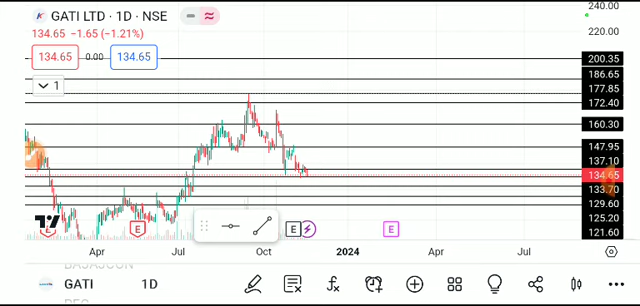 GATI LTD · 1D · NSE
134.65 −1.65 (−1.21%)
134.65 0.00 134.65
1
240.00
220.00
200.35
186.65
177.85
172.40
160.30
147.95
137.10
134.65
133.70
129.60
125.20
121.60
E E E E
Apr Jul Oct 2024 Apr Jul
BAJAJCON
GATI 1D